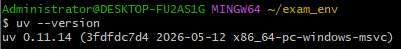 Administrator@DESKTOP-FU2AS1G MINGW64 ~/exam_env
$ uv --version
uv 0.11.14 (3fdfdc7d4 2026-05-12 x86_64-pc-windows-msvc)